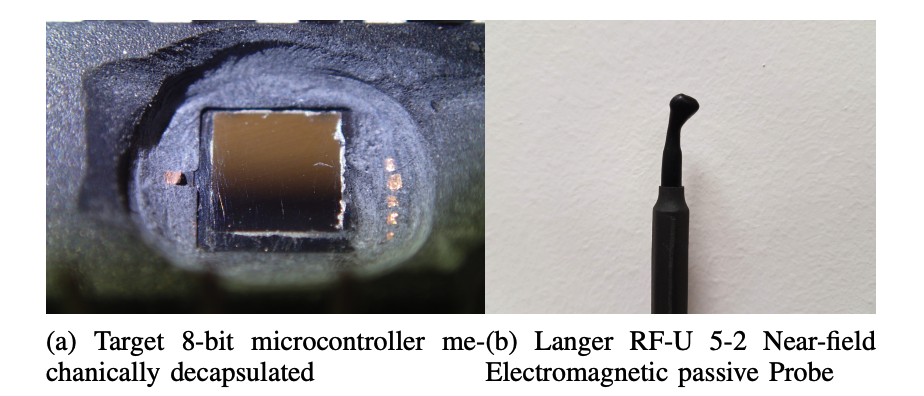 (a) Target 8-bit microcontroller me-
chanically decapsulated
(b) Langer RF-U 5-2 Near-field
Electromagnetic passive Probe